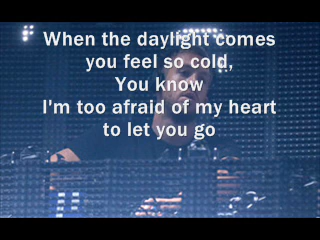 When the daylight comes
you feel so cold,
You know
I'm too afraid of my heart
to let you go